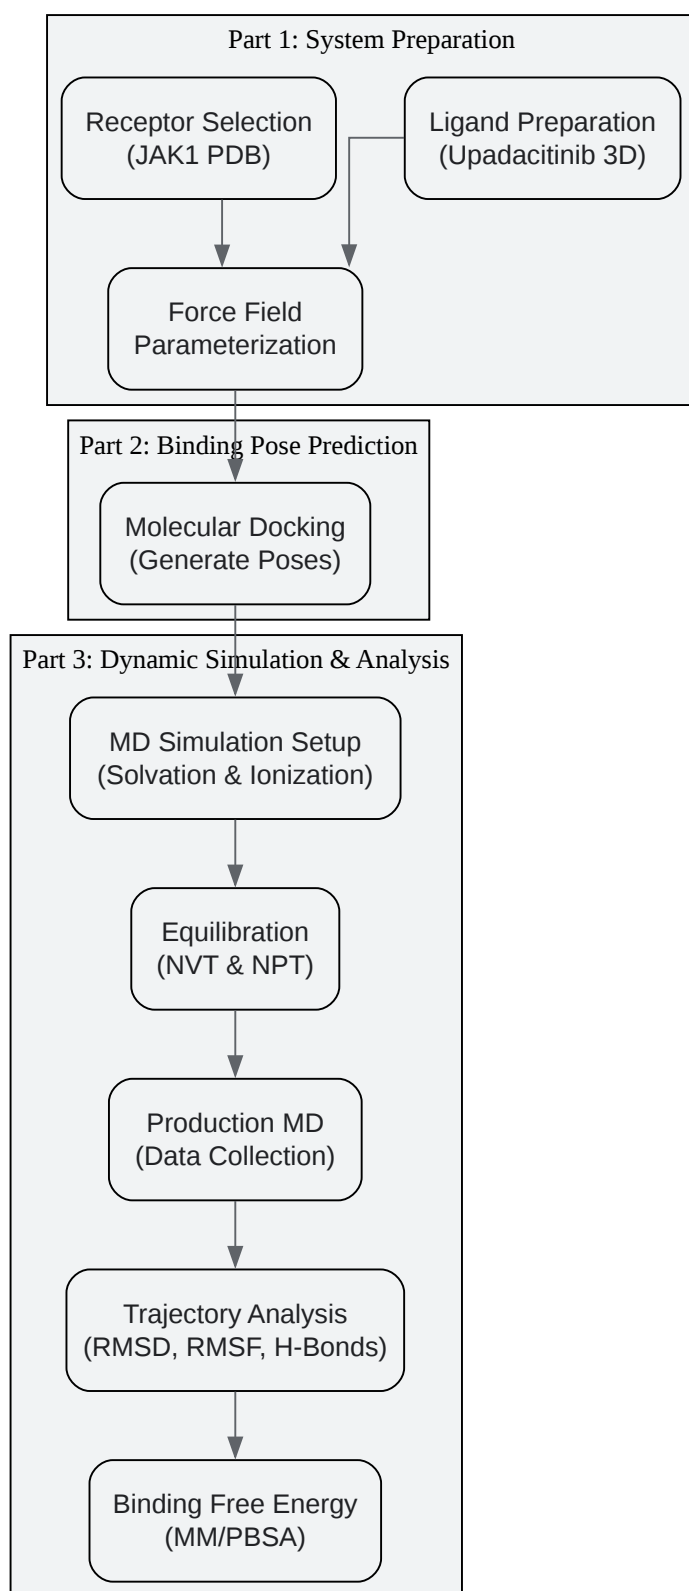 Part 1: System Preparation
Receptor Selection
(JAK1 PDB)
Ligand Preparation
(Upadacitinib 3D)
Force Field
Parameterization
Part 2: Binding Pose Prediction
Molecular Docking
(Generate Poses)
Part 3: Dynamic Simulation & Analysis
MD Simulation Setup
(Solvation & Ionization)
Equilibration
(NVT & NPT)
Production MD
(Data Collection)
Trajectory Analysis
(RMSD, RMSF, H-Bonds)
Binding Free Energy
(MM/PBSA)